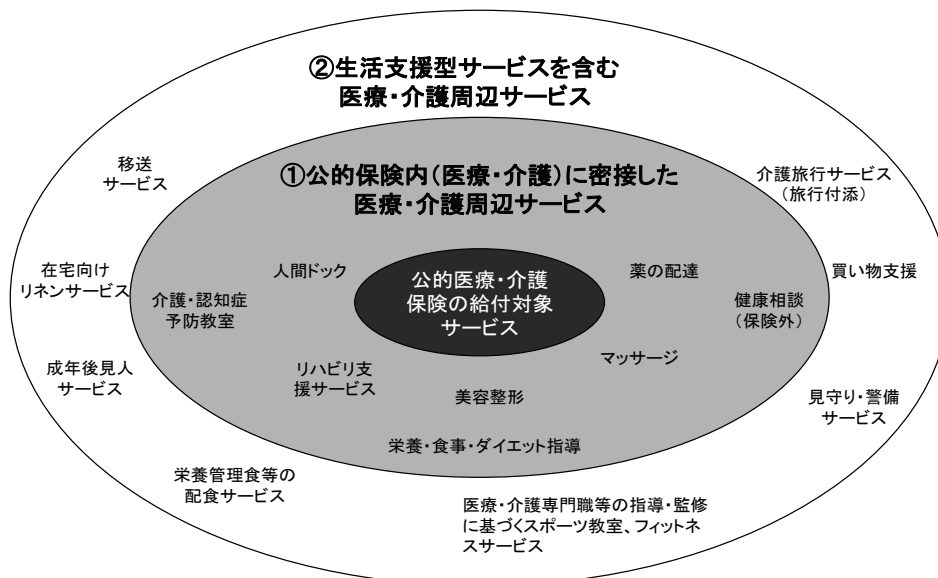 ②生活支援型サービスを含む
医療・介護周辺サービス
移送
サービス
①公的保険内(医療・介護)に密接した
医療・介護周辺サービス
介護旅行サービス
(旅行付添)
在宅向け
リネンサービス
人間ドック
公的医療・介護
保険の給付対象
サービス
薬の配達
買い物支援
介護・認知症
予防教室
健康相談
(保険外)
成年後見人
サービス
リハビリ支
援サービス
美容整形
マッサージ
見守り・警備
サービス
栄養・食事・ダイエット指導
栄養管理食等の
配食サービス
医療・介護専門職等の指導・監修
に基づくスポーツ教室、フィットネ
スサービス